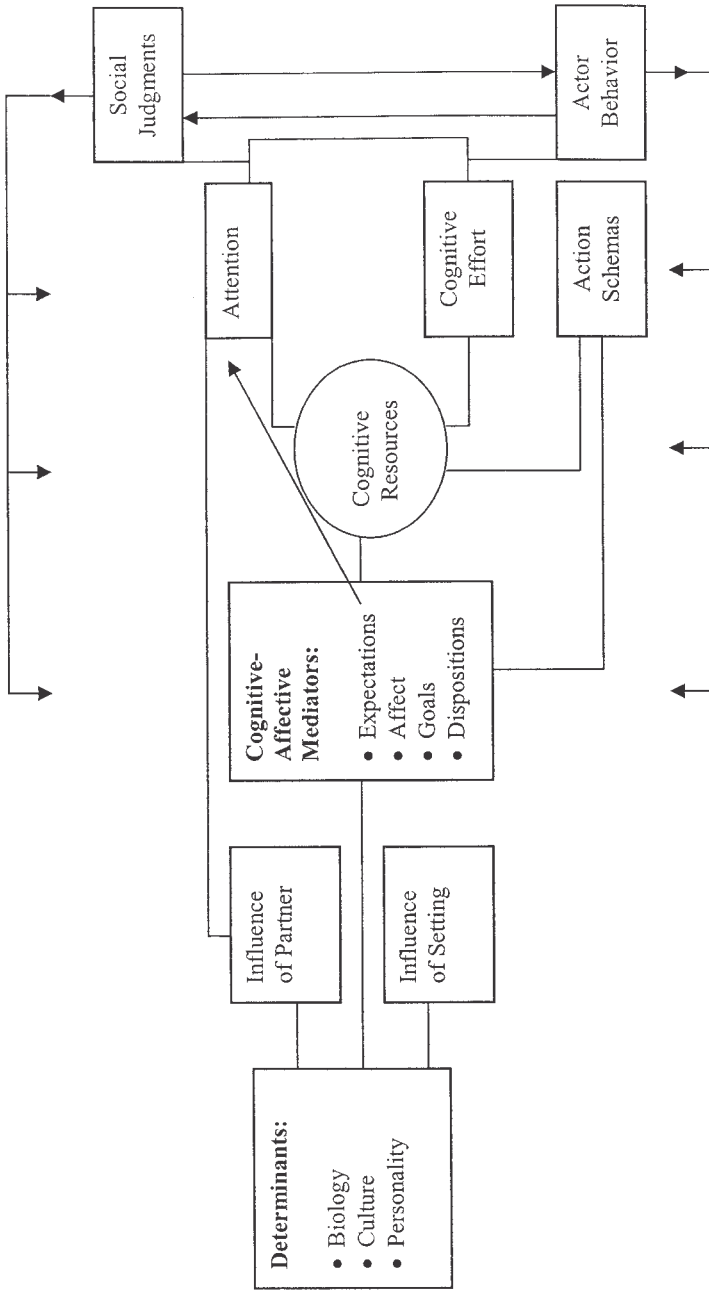 Determinants:
• Biology
• Culture
• Personality
Influence
of Partner
Influence
of Setting
Cognitive-
Affective
Mediators:
• Expectations
• Affect
• Goals
• Dispositions
Cognitive
Resources
Attention
Cognitive
Effort
Action
Schemas
Social
Judgments
Actor
Behavior